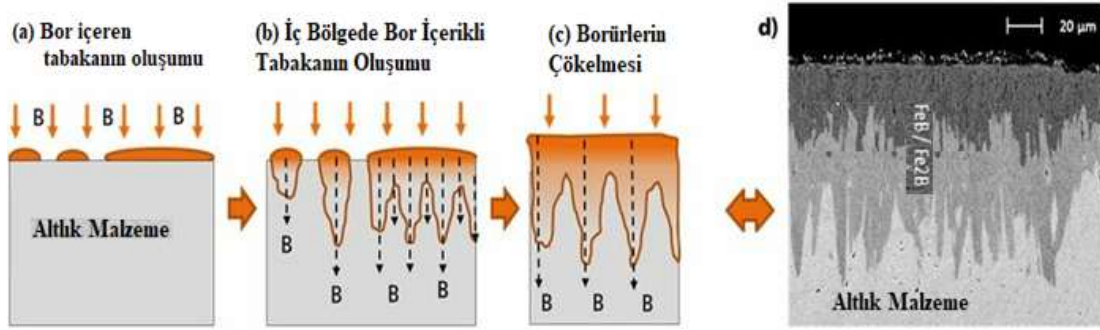 (a) Bor içeren
tabakanın oluşumu
B B B
Altlık Malzeme
(b) İç Bölgede Bor İçerikli
Tabakanın Oluşumu
B
B B B
(c) Borürlerin
Çökelmesi
B B B
d)
20 µm
FeB / Fe2B
Altlık Malzeme